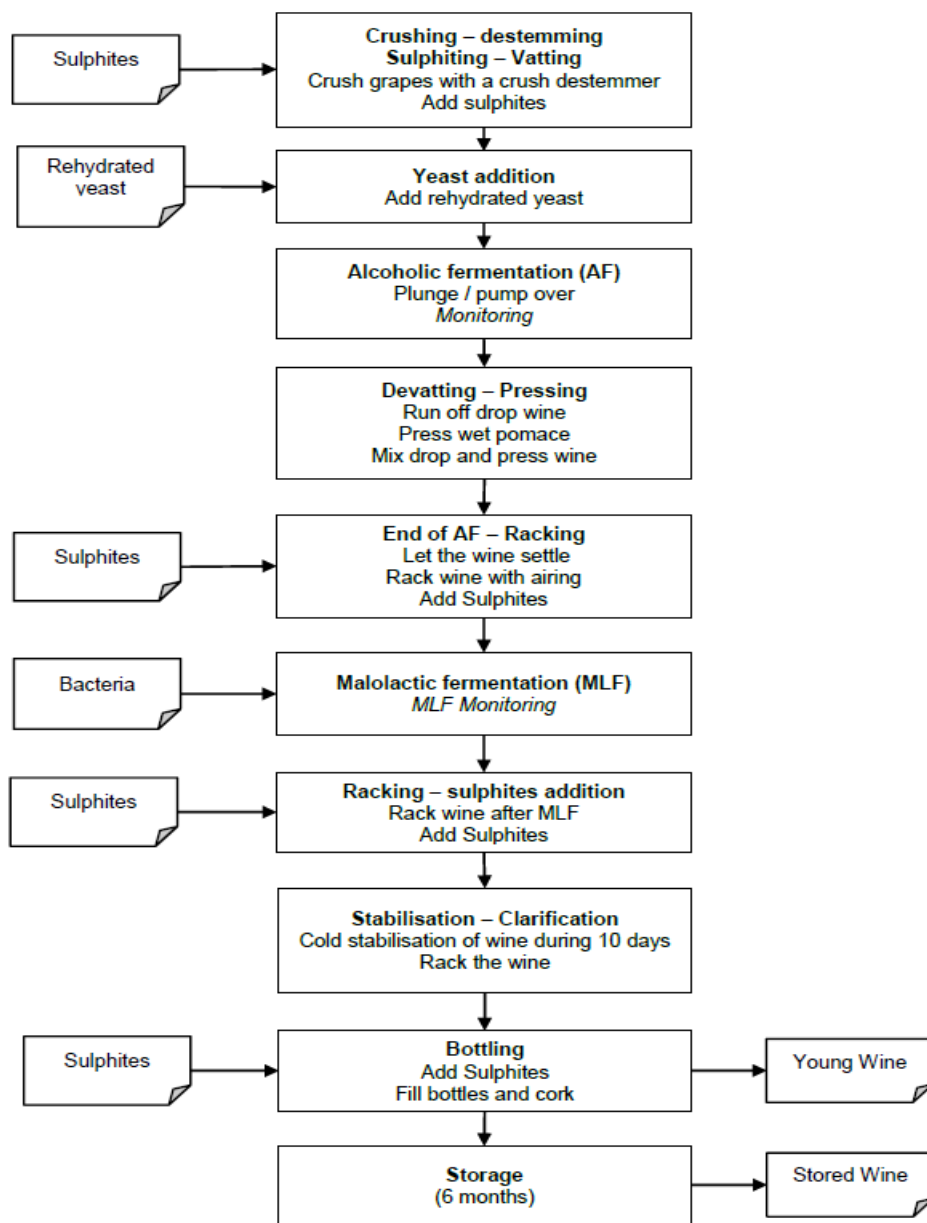 Sulphites
Crushing – destemming
Sulphiting – Vatting
Crush grapes with a crush destemmer
Add sulphites
Rehydrated
yeast
Yeast addition
Add rehydrated yeast
Alcoholic fermentation (AF)
Plunge / pump over
Monitoring
Devatting – Pressing
Run off drop wine
Press wet pomace
Mix drop and press wine
Sulphites
End of AF – Racking
Let the wine settle
Rack wine with airing
Add Sulphites
Bacteria
Malolactic fermentation (MLF)
MLF Monitoring
Sulphites
Racking – sulphites addition
Rack wine after MLF
Add Sulphites
Stabilisation – Clarification
Cold stabilisation of wine during 10 days
Rack the wine
Sulphites
Bottling
Add Sulphites
Fill bottles and cork
Young Wine
Storage
(6 months)
Stored Wine